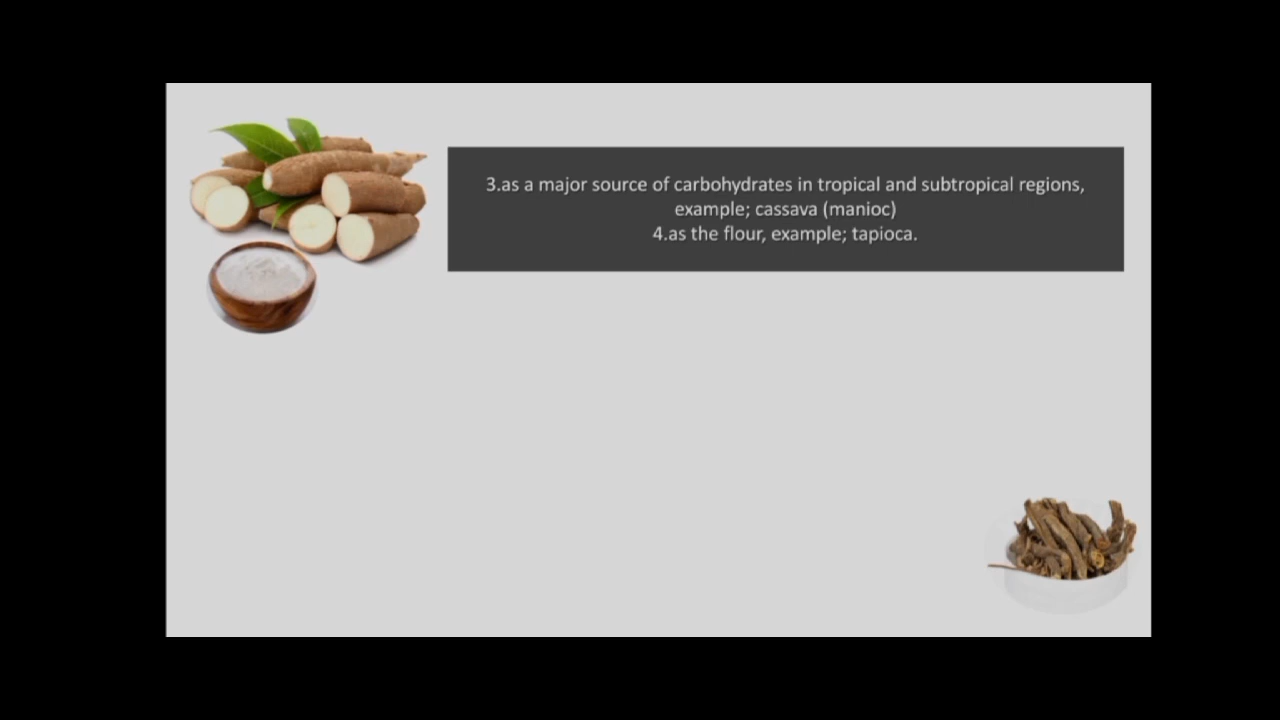 3.as a major source of carbohydrates in tropical and subtropical regions,
example; cassava (manioc)
4.as the flour, example; tapioca.